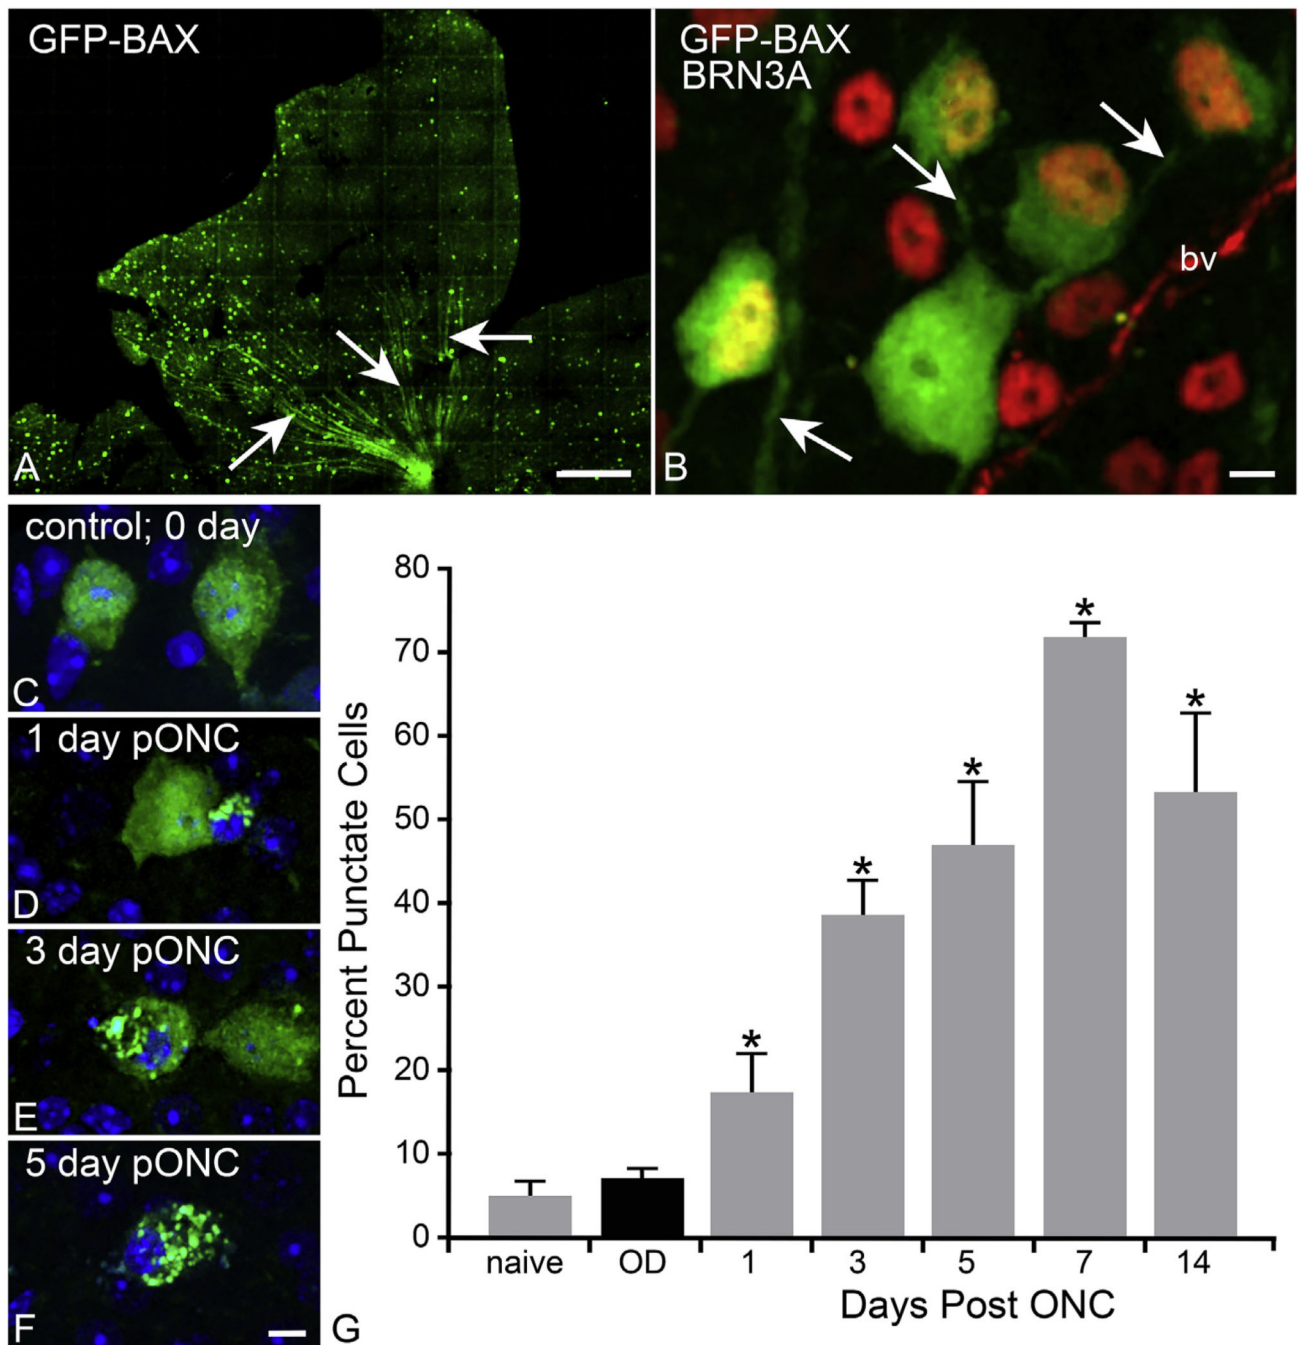 GFP-BAX
A
GFP-BAX
BRN3A
bv
B
control; 0 day
C
1 day pONC
D
3 day pONC
E
5 day pONC
F
80
70
60
50
40
30
20
10
0
Percent Punctate Cells
*
*
*
*
*
naive OD 1 3 5 7 14
Days Post ONC
G